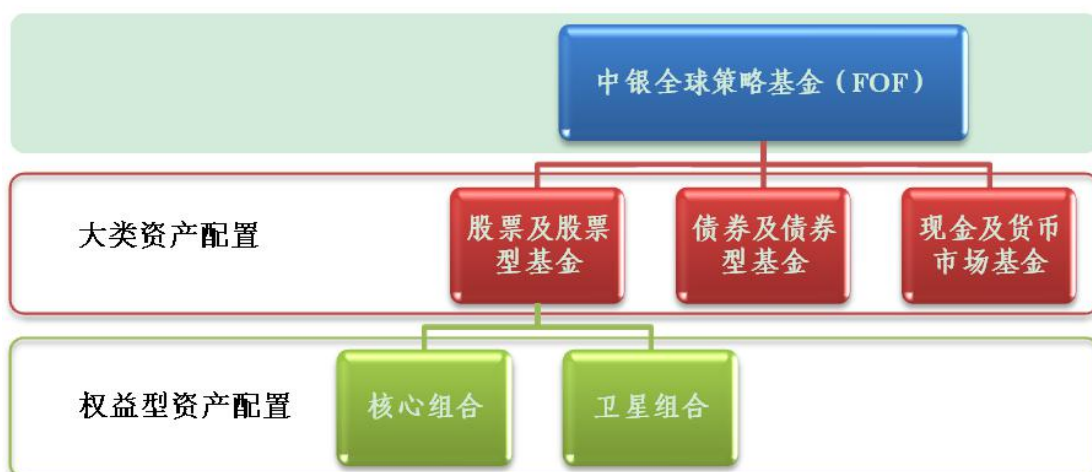 中银全球策略基金（FOF）
大类资产配置
股票及股票
型基金
债券及债券
型基金
现金及货币
市场基金
权益型资产配置
核心组合
卫星组合